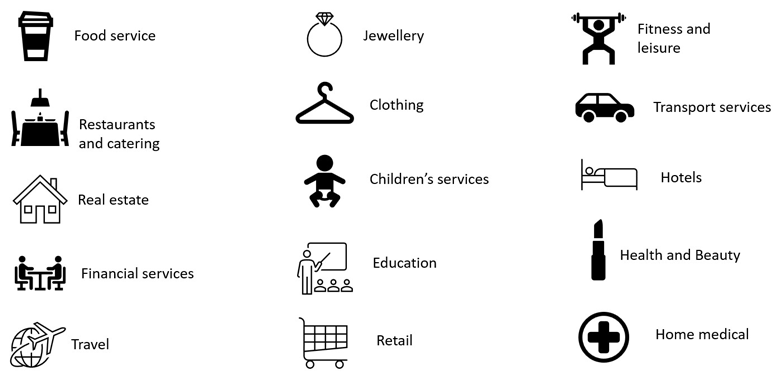 Food service
Restaurants
and catering
Real estate
Financial services
Travel
Jewellery
Clothing
Children's services
Education
Retail
Fitness and
leisure
Transport services
Hotels
Health and Beauty
Home medical